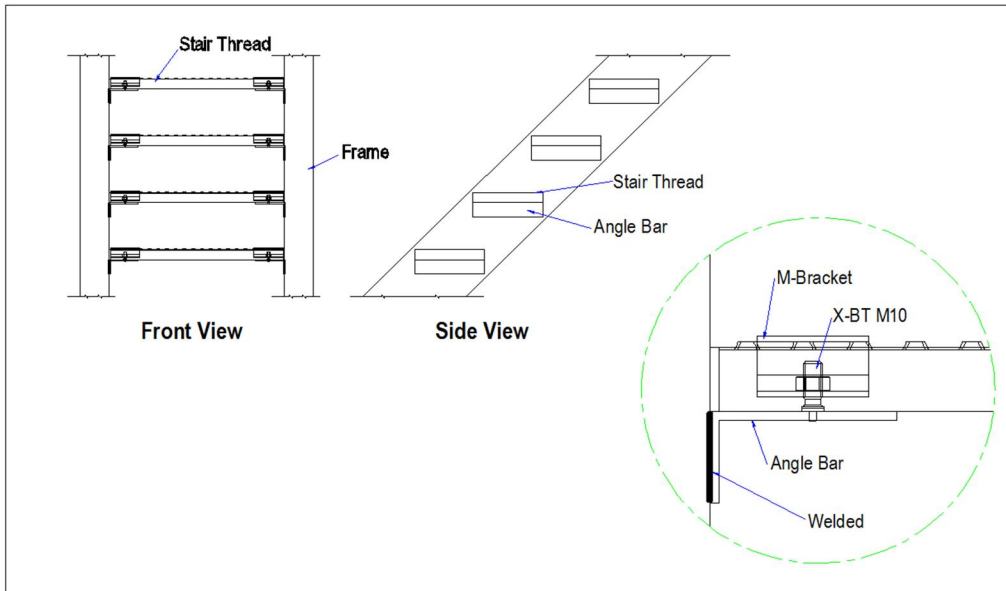 Stair Thread
Frame
Front View
Stair Thread
Angle Bar
Side View
M-Bracket
X-BT M10
Angle Bar
Welded